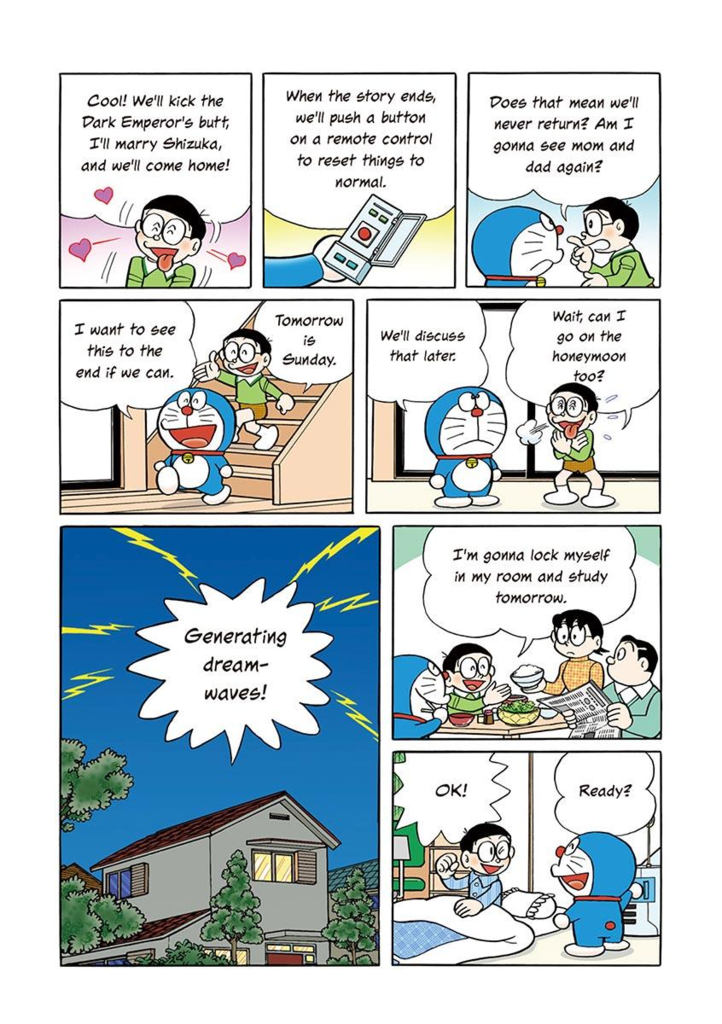 Does that mean we'll
never return? Am I
gonna see mom and
dad again?
When the story ends,
we'll push a button
on a remote control
to reset things to
normal.
Cool! We'll kick the
Dark Emperor's butt,
I'll marry Shizuka,
and we'll come home!
Wait, can I
go on the
honeymoon
too?
We'll discuss
that later.
Tomorrow
is
Sunday.
I want to see
this to the
end if we can.
I'm gonna lock myself
in my room and study
tomorrow.
Ready?
OK!
Generating
dream-
waves!